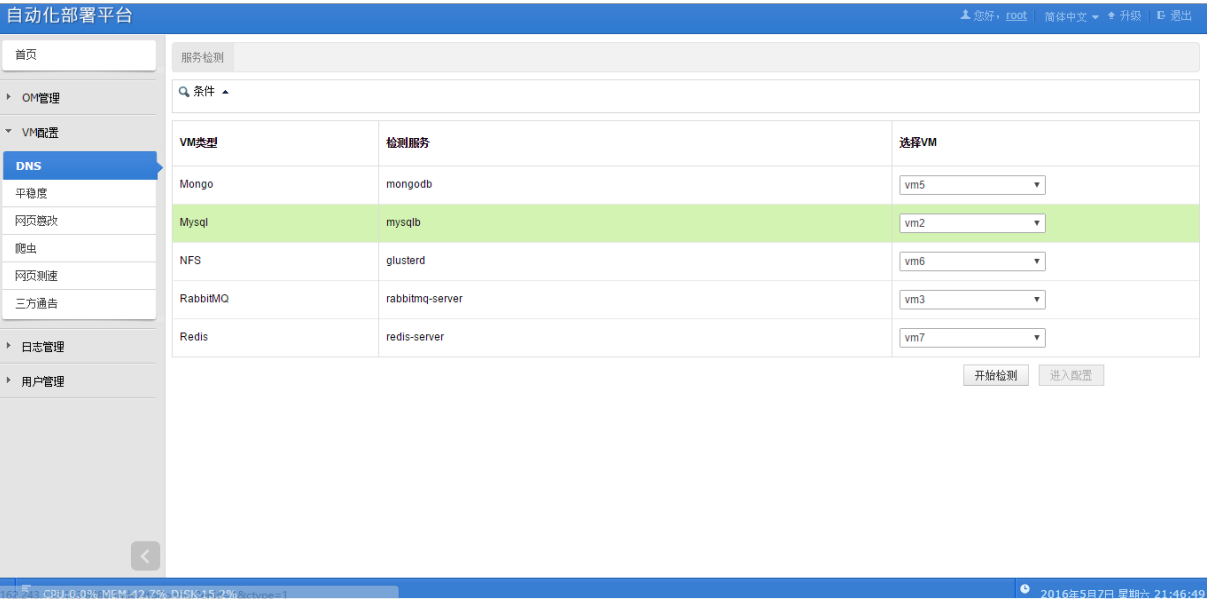 自动化部署平台
您好，root 简体中文 升级 退出
首页
服务检测
条件
OM管理
VM配置
DNS
平稳度
网页篡改
爬虫
网页测速
三方通告
日志管理
用户管理
VM类型 检测服务 选择VM
Mongo mongodb vm5
Mysql mysqlb vm2
NFS glusterd vm6
RabbitMQ rabbitmq-server vm3
Redis redis-server vm7
开始检测 进入配置
CPU-0.0% MEM-42.7% DISK-15.2%
&ctype=1
2016年5月7日 星期六 21:46:49